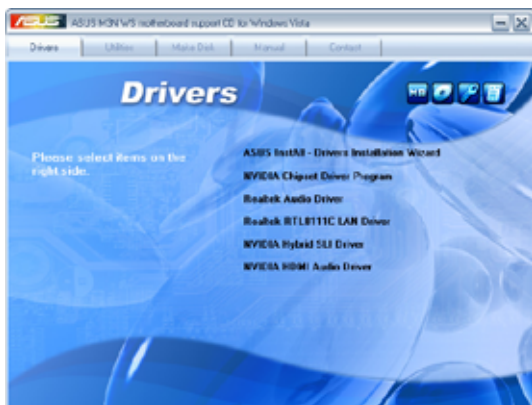 ASUS ASUS M3N WS motherboard support CD for Windows Vista
Drivers Utilities Make Disk Manual Contact
Drivers
Please select items on the
right side.
ASUS InstAll - Drivers Installation Wizard
NVIDIA Chipset Driver Program
Realtek Audio Driver
Realtek RTL8111C LAN Driver
NVIDIA Hybrid SLI Driver
NVIDIA HDMI Audio Driver